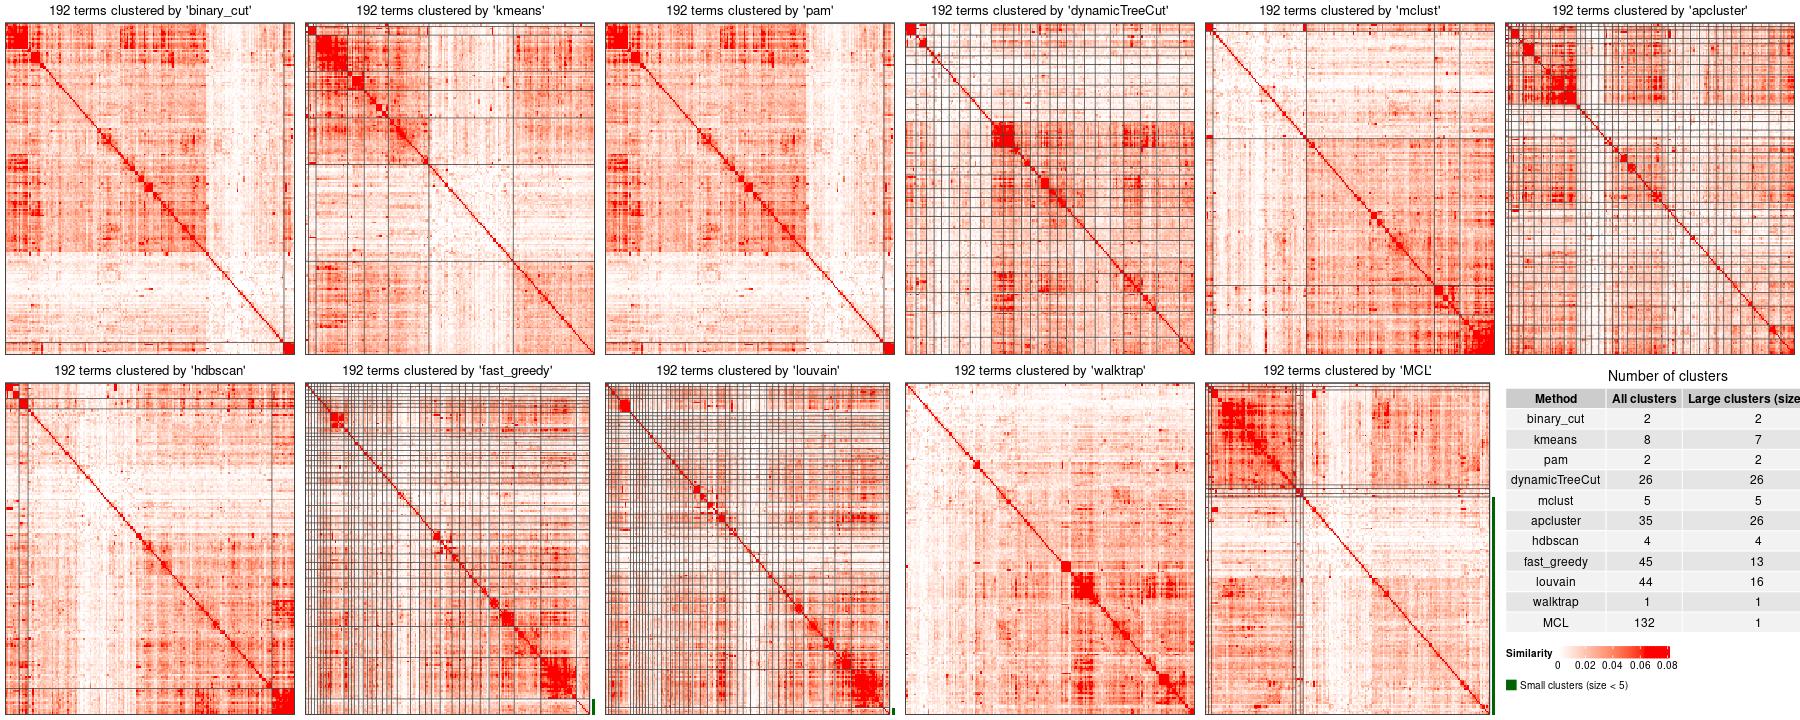 192 terms clustered by 'binary_cut'
192 terms clustered by 'kmeans'
192 terms clustered by 'pam'
192 terms clustered by 'dynamicTreeCut'
192 terms clustered by 'mclust'
192 terms clustered by 'apcluster'
192 terms clustered by 'hdbscan'
192 terms clustered by 'fast_greedy'
192 terms clustered by 'louvain'
192 terms clustered by 'walktrap'
192 terms clustered by 'MCL'
Number of clusters
Method All clusters Large clusters (size
binary_cut 2 2
kmeans 8 7
pam 2 2
dynamicTreeCut 26 26
mclust 5 5
apcluster 35 26
hdbscan 4 4
fast_greedy 45 13
louvain 44 16
walktrap 1 1
MCL 132 1
Similarity
0 0.02 0.04 0.06 0.08
Small clusters (size < 5)